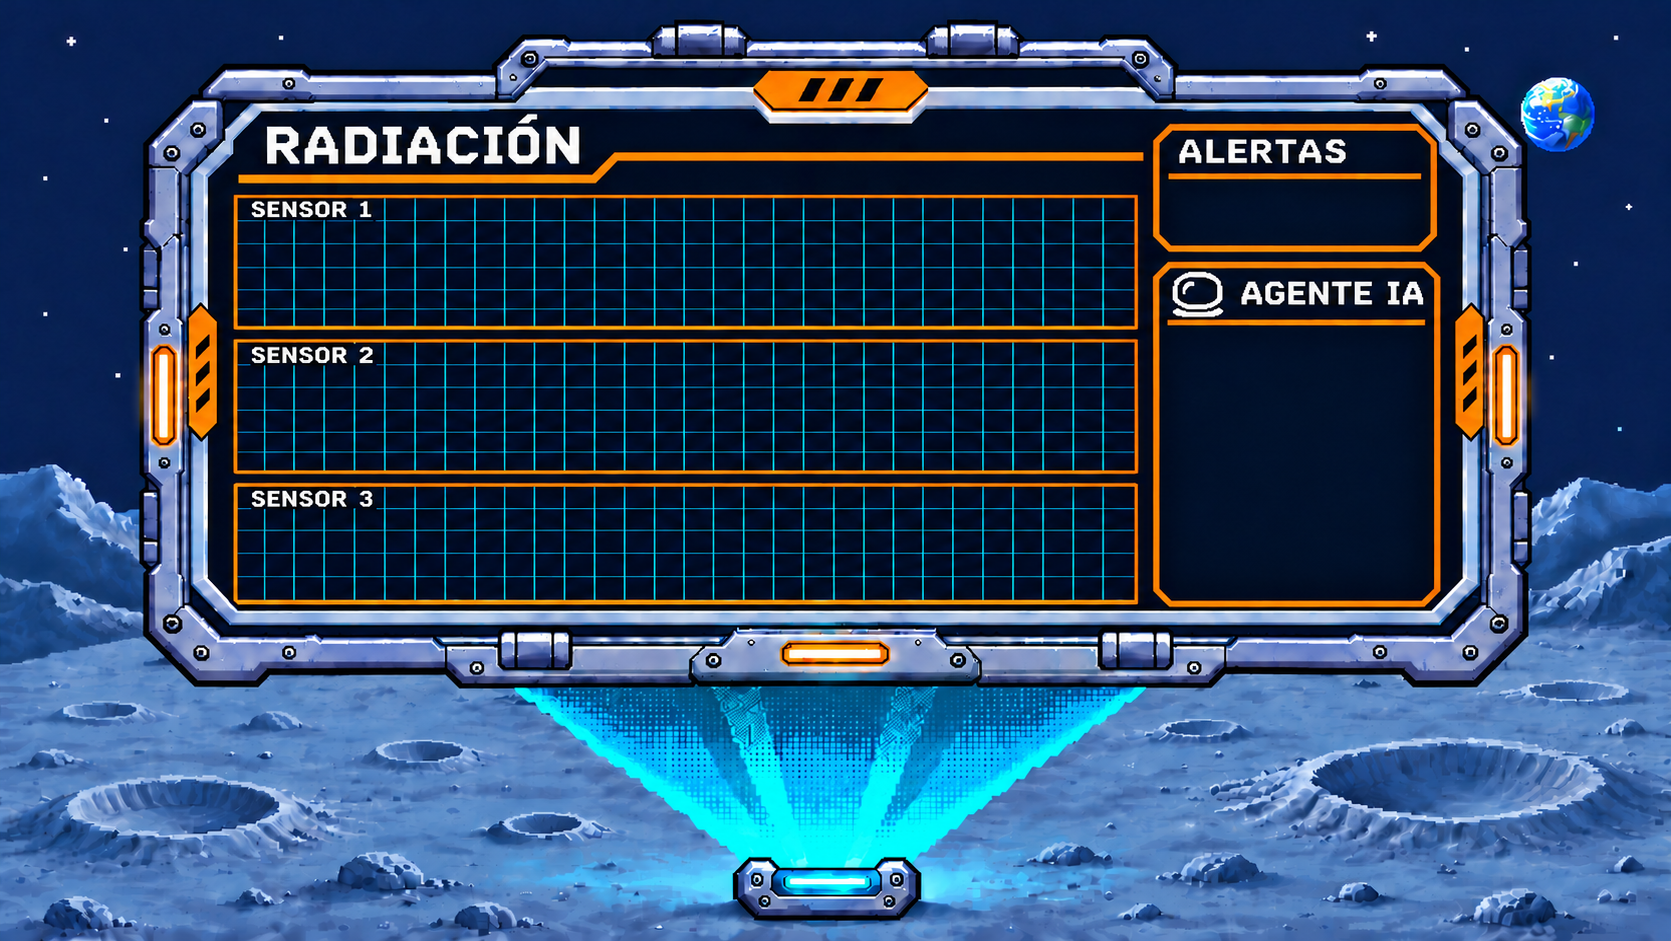 RADIACIÓN
SENSOR 1
SENSOR 2
SENSOR 3
ALERTAS
AGENTE IA